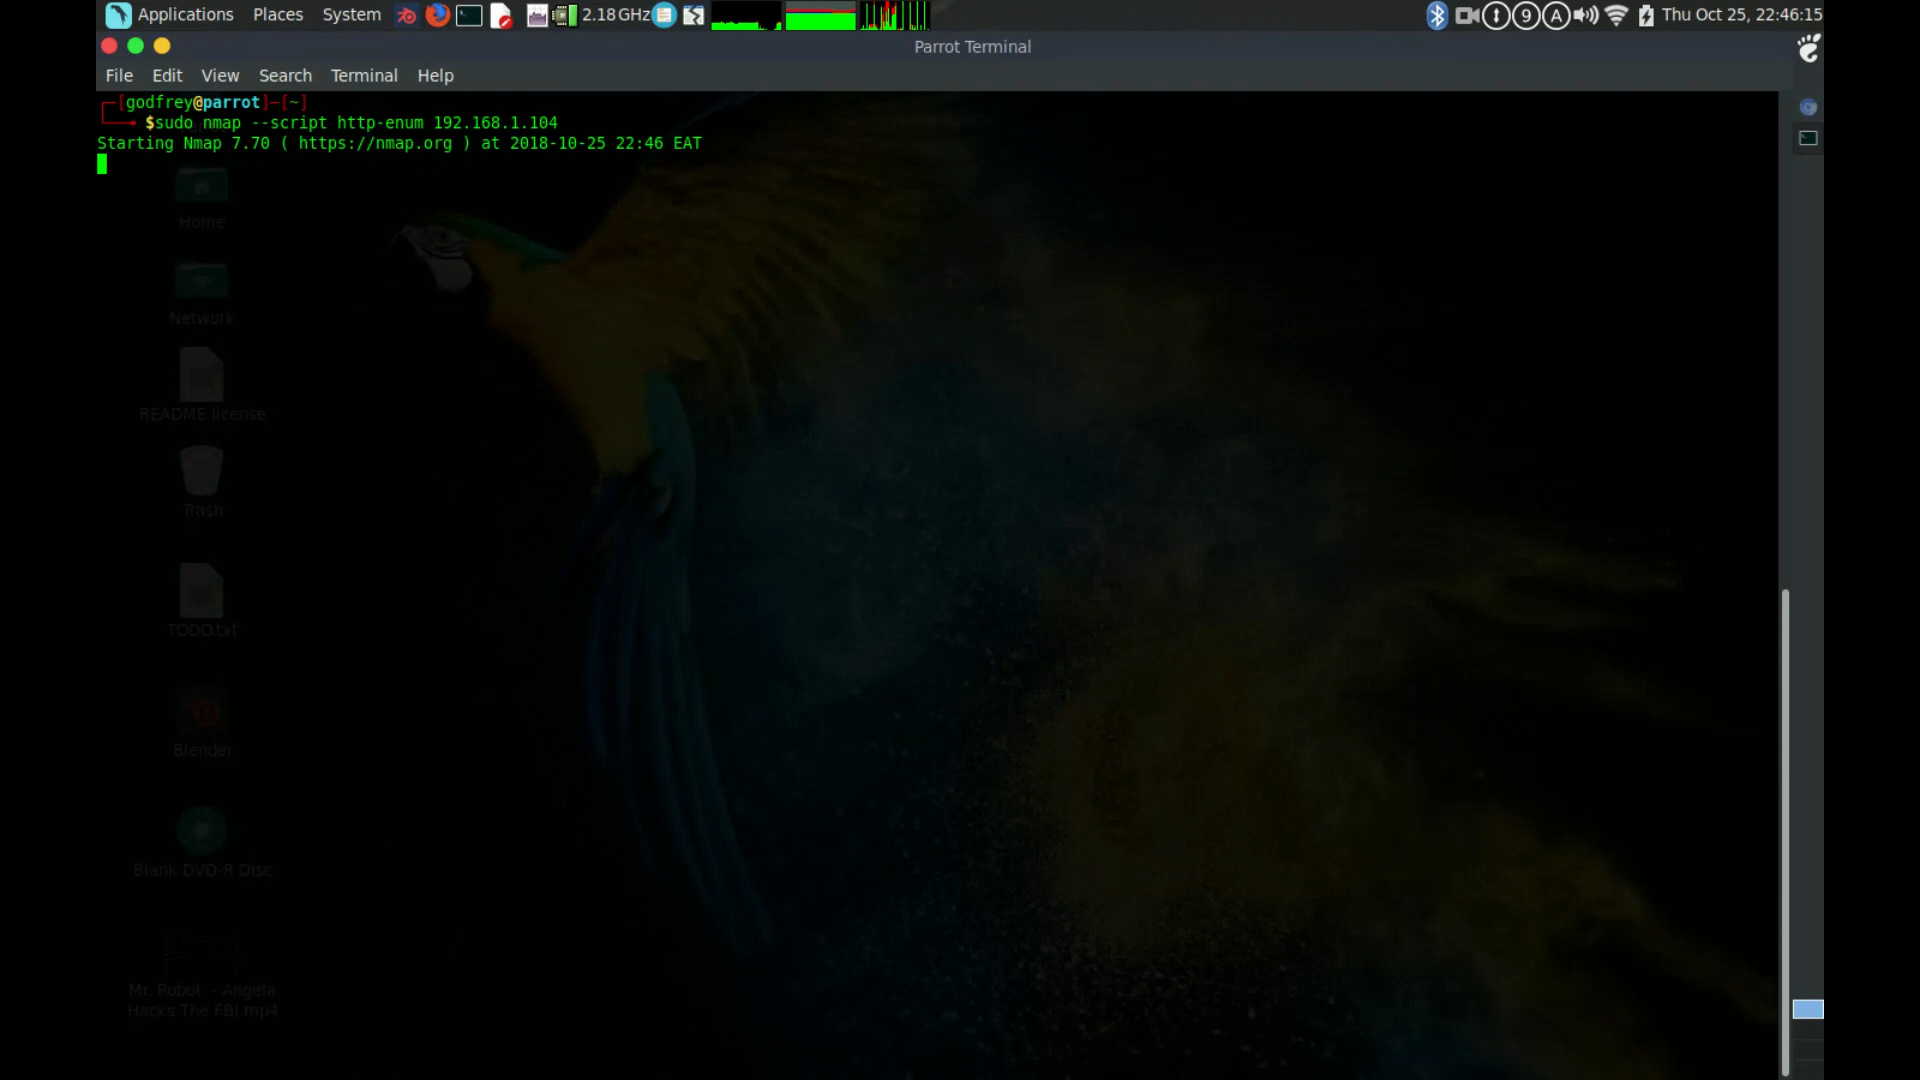 Applications Places System 2.18 GHz 9 A Thu Oct 25, 22:46:15
Parrot Terminal
File Edit View Search Terminal Help
[godfrey@parrot]─[~]
$sudo nmap --script http-enum 192.168.1.104
Starting Nmap 7.70 ( https://nmap.org ) at 2018-10-25 22:46 EAT
Home
Network
README.license
Trash
TODO.txt
Blender
Blank DVD-R Disc
Mr. Robot - Angela
Hacks The FBI.mp4